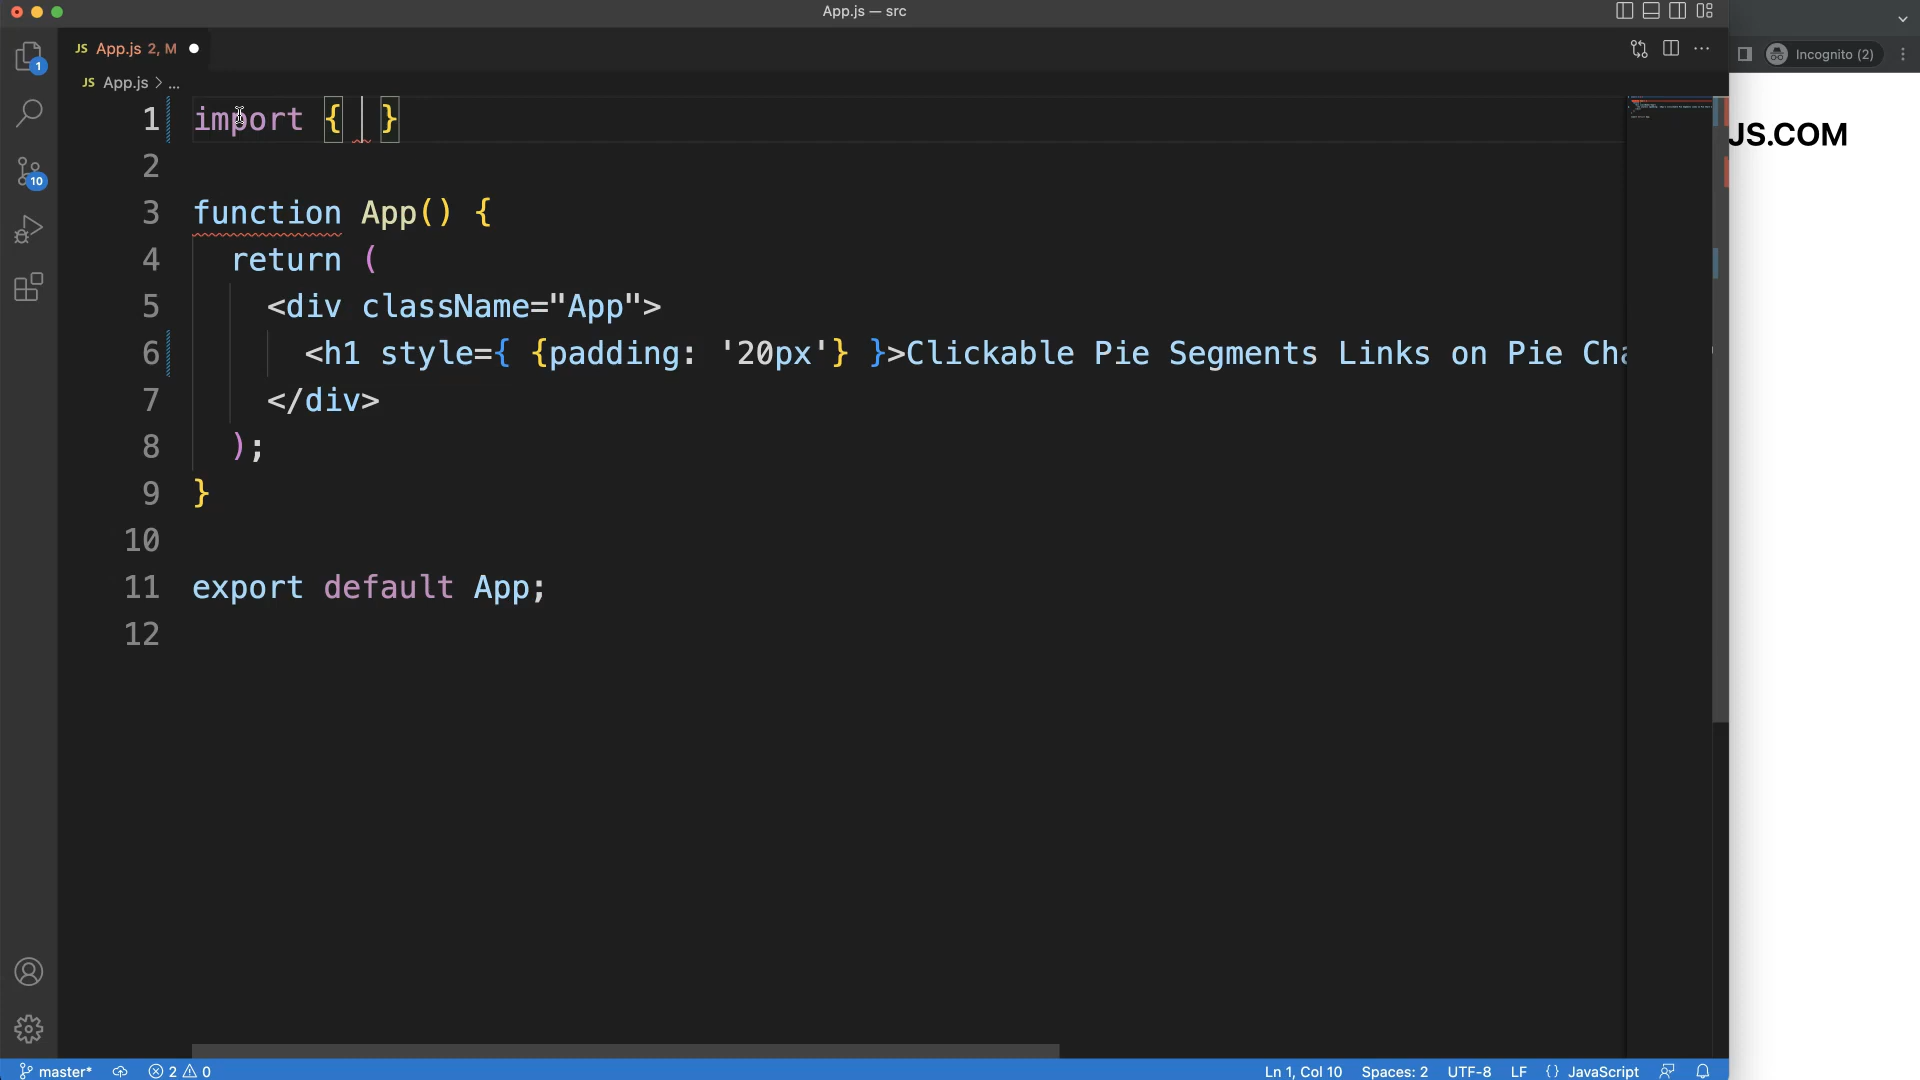 App.js — src
JS App.js 2, M
Incognito (2)
JS App.js > ...
1 import { }
JS.COM
2
3 function App() {
4 return (
5 <div className="App">
6 <h1 style={ {padding: '20px'} }>Clickable Pie Segments Links on Pie Cha
7 </div>
8 );
9 }
10
11 export default App;
12
1
10
master* 2 0 Ln 1, Col 10 Spaces: 2 UTF-8 LF {} JavaScript